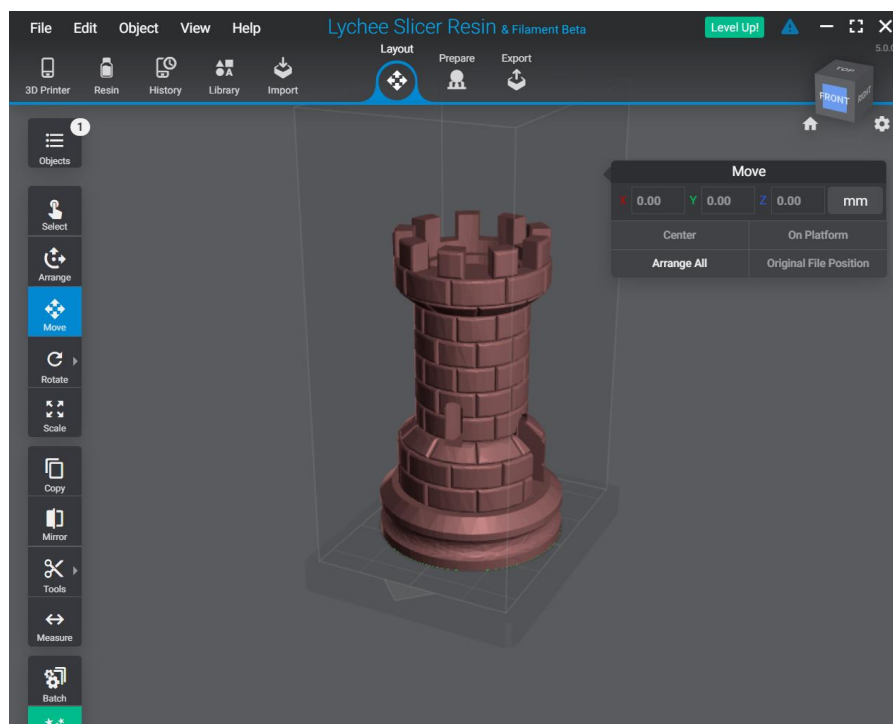 File Edit Object View Help
Lychee Slicer Resin & Filament Beta
Level Up!
5.0.0
3D Printer
Resin
History
Library
Import
Layout
Prepare
Export
TOP
FRONT
RIGHT
1
Objects
Select
Arrange
Move
Rotate
Scale
Copy
Mirror
Tools
Measure
Batch
Move
X 0.00 Y 0.00 Z 0.00 mm
Center On Platform
Arrange All Original File Position